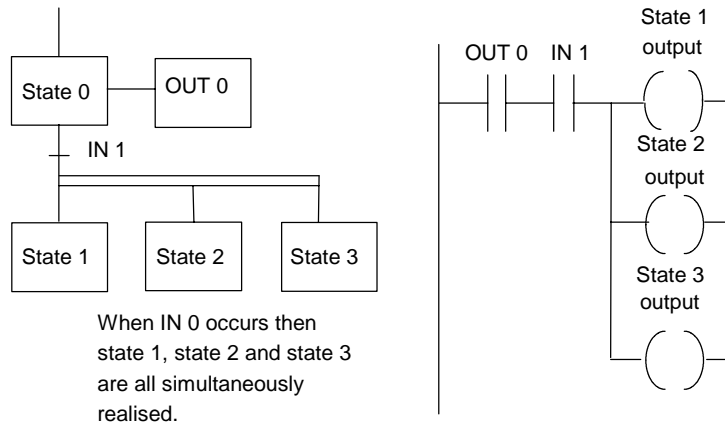 State 0
OUT 0
IN 1
State 1
State 2
State 3
When IN 0 occurs then
state 1, state 2 and state 3
are all simultaneously
realised.
OUT 0
IN 1
State 1
output
State 2
output
State 3
output